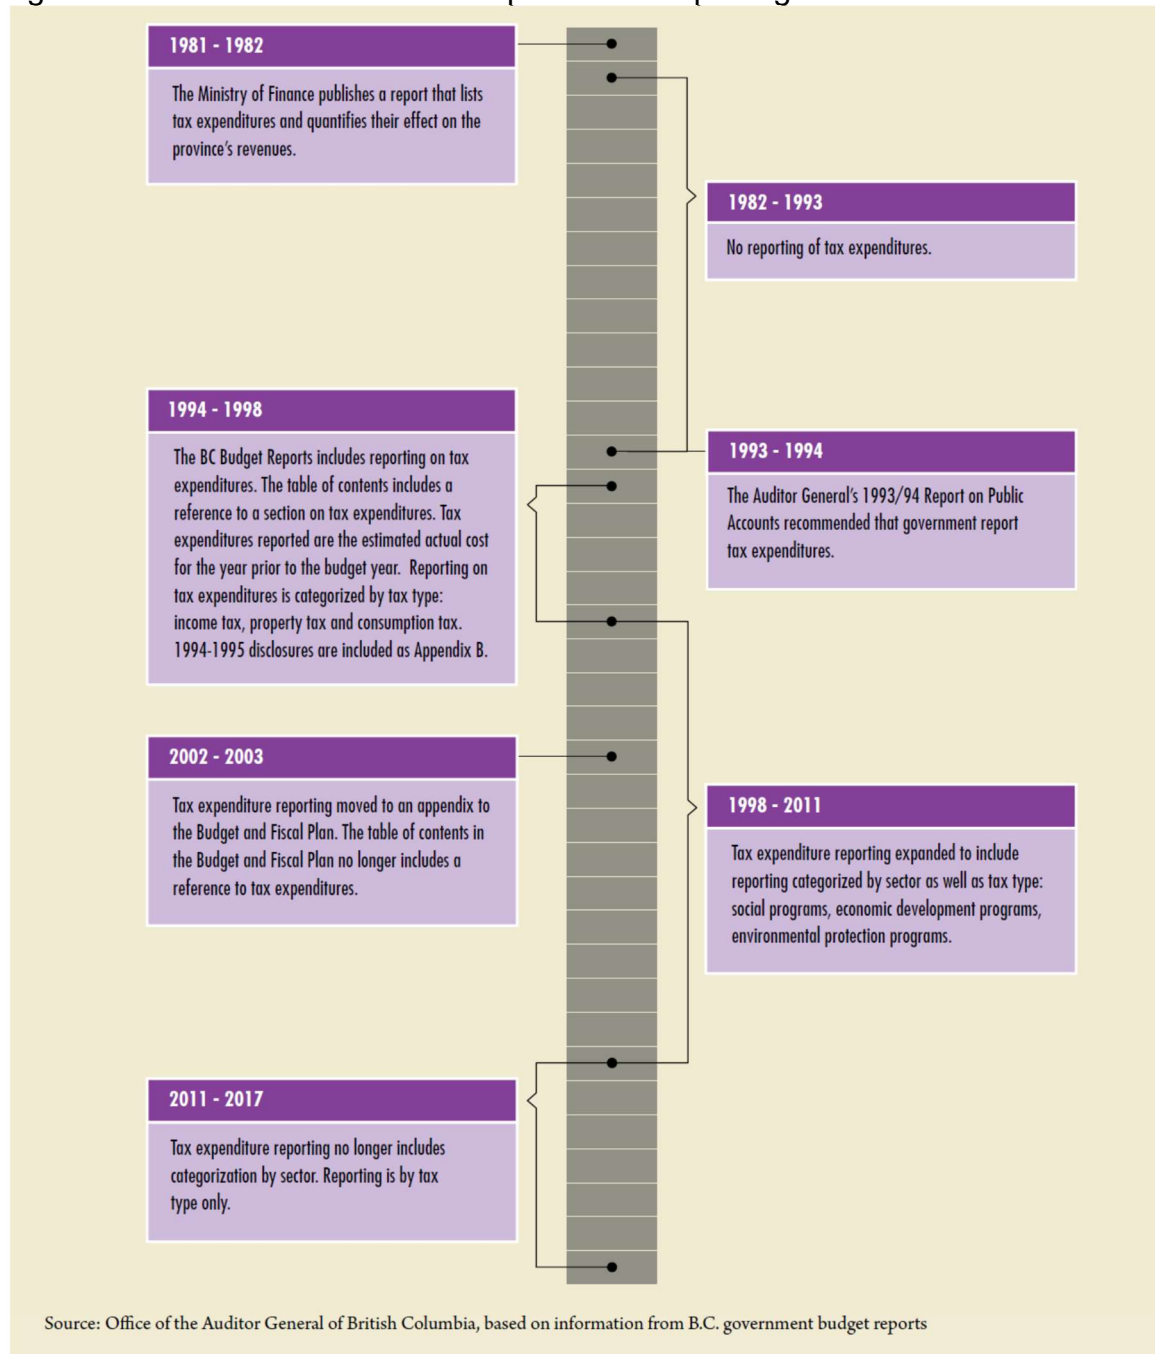 1981 - 1982
The Ministry of Finance publishes a report that lists
tax expenditures and quantifies their effect on the
province's revenues.
1982 - 1993
No reporting of tax expenditures.
1994 - 1998
The BC Budget Reports includes reporting on tax
expenditures. The table of contents includes a
reference to a section on tax expenditures. Tax
expenditures reported are the estimated actual cost
for the year prior to the budget year. Reporting on
tax expenditures is categorized by tax type:
income tax, property tax and consumption tax.
1994-1995 disclosures are included as Appendix B.
1993 - 1994
The Auditor General's 1993/94 Report on Public
Accounts recommended that government report
tax expenditures.
2002 - 2003
Tax expenditure reporting moved to an appendix to
the Budget and Fiscal Plan. The table of contents in
the Budget and Fiscal Plan no longer includes a
reference to tax expenditures.
1998 - 2011
Tax expenditure reporting expanded to include
reporting categorized by sector as well as tax type:
social programs, economic development programs,
environmental protection programs.
2011 - 2017
Tax expenditure reporting no longer includes
categorization by sector. Reporting is by tax
type only.
Source: Office of the Auditor General of British Columbia, based on information from B.C. government budget reports